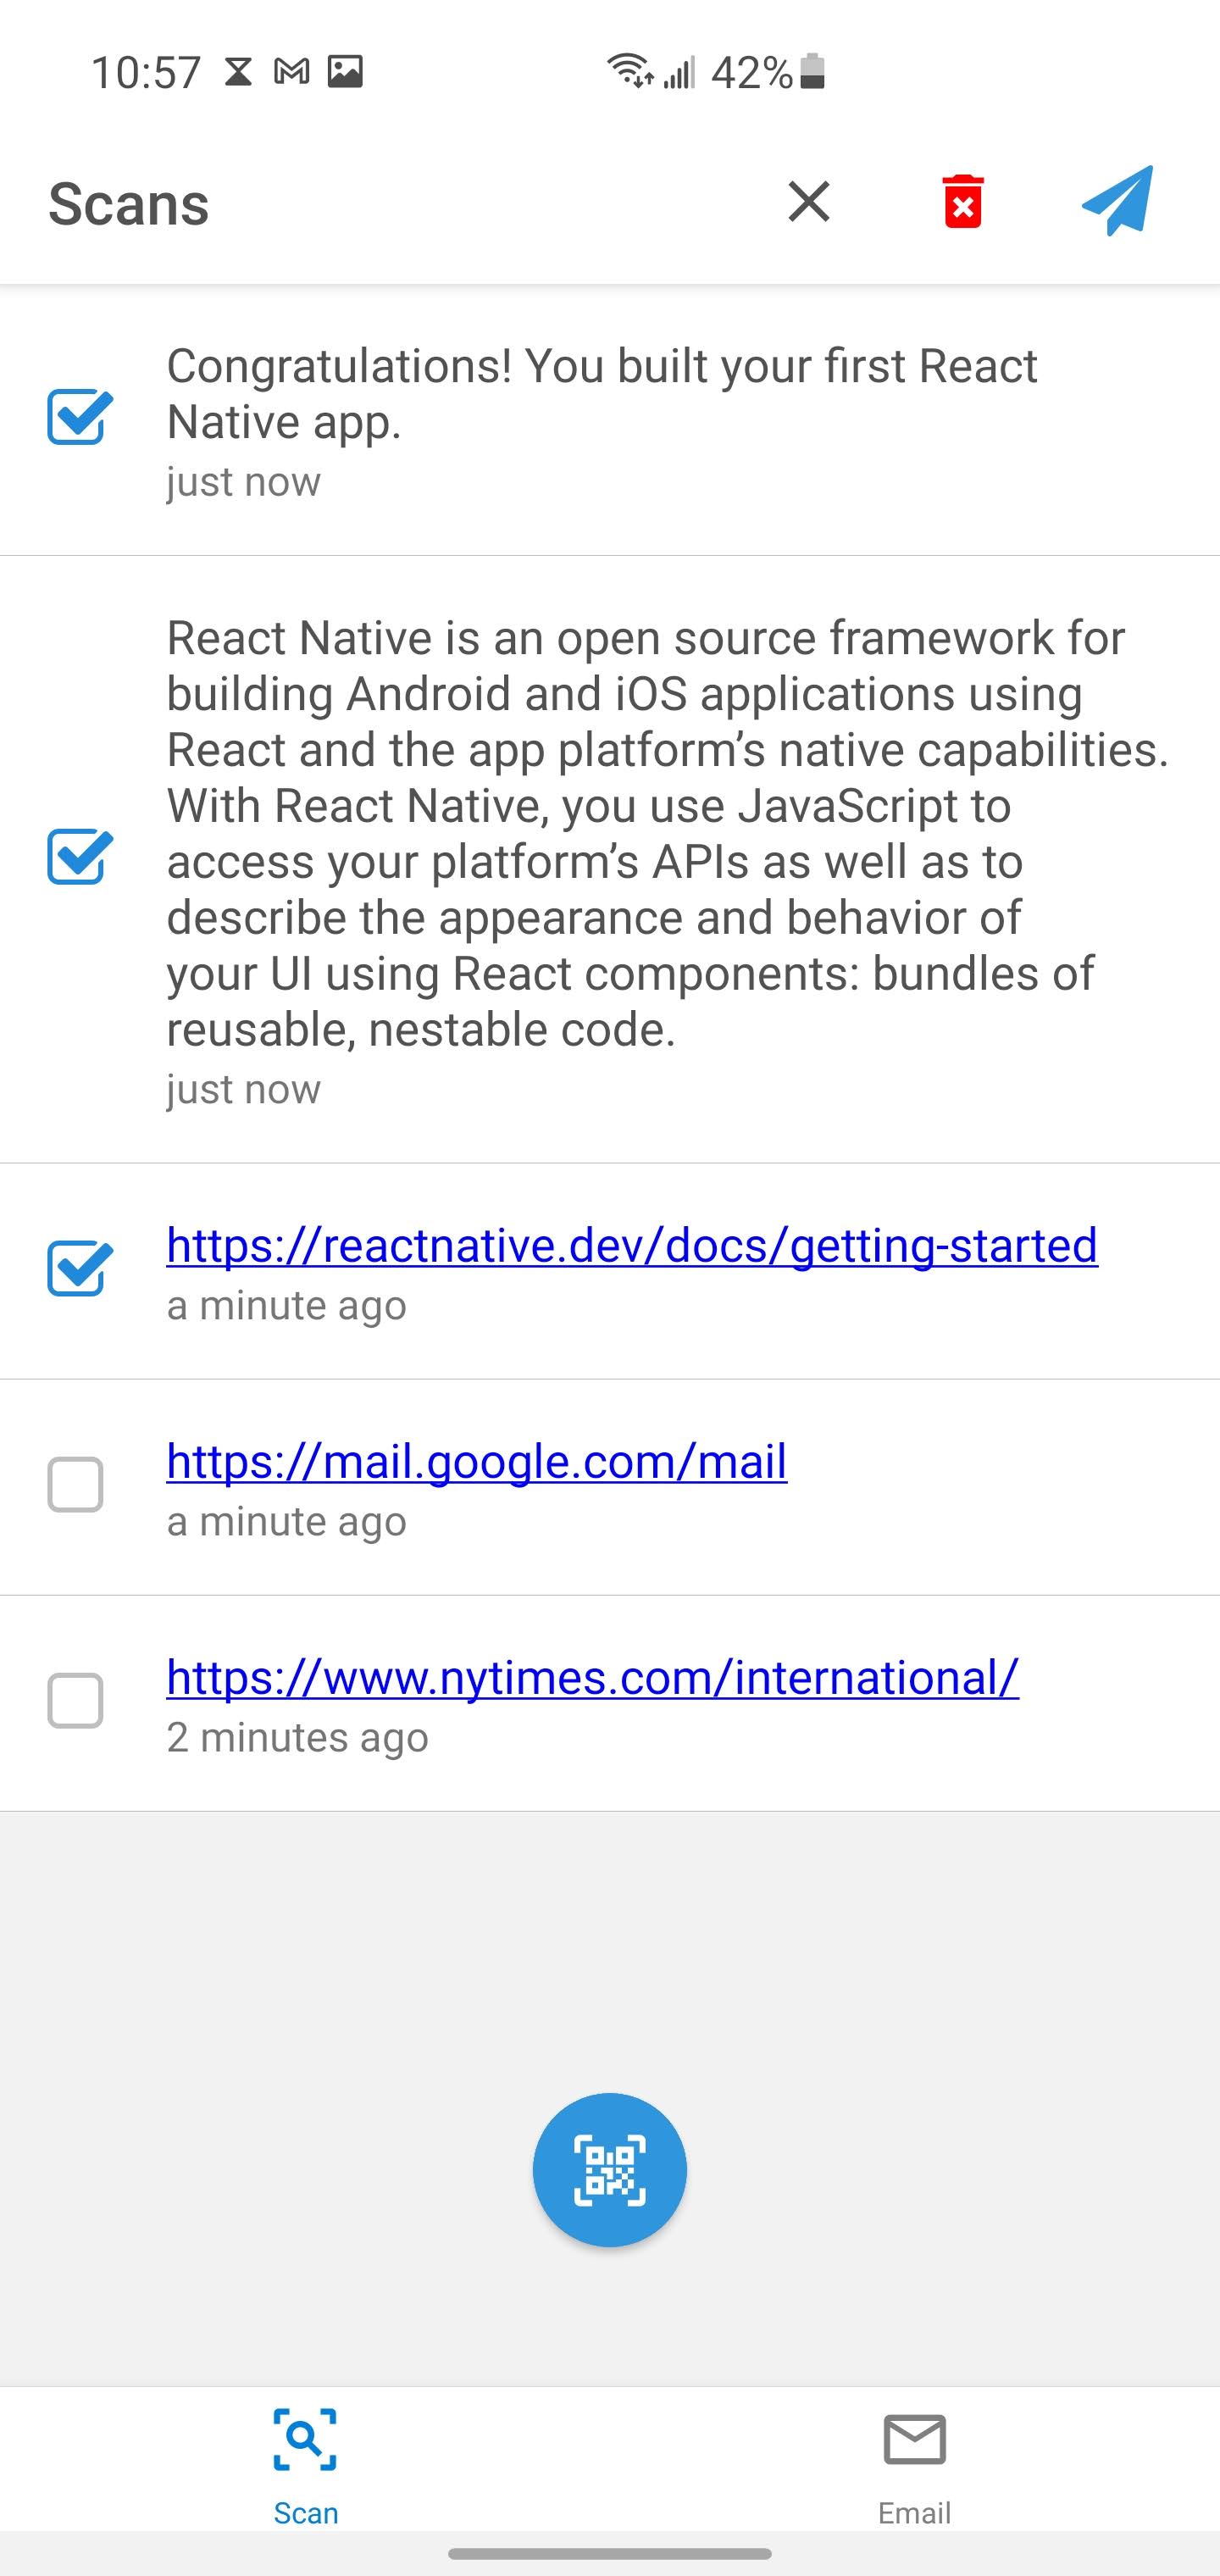 10:57
42%
Scans
Congratulations! You built your first React
Native app.
just now
React Native is an open source framework for
building Android and iOS applications using
React and the app platform’s native capabilities.
With React Native, you use JavaScript to
access your platform’s APIs as well as to
describe the appearance and behavior of
your UI using React components: bundles of
reusable, nestable code.
just now
https://reactnative.dev/docs/getting-started
a minute ago
https://mail.google.com/mail
a minute ago
https://www.nytimes.com/international/
2 minutes ago
Scan
Email